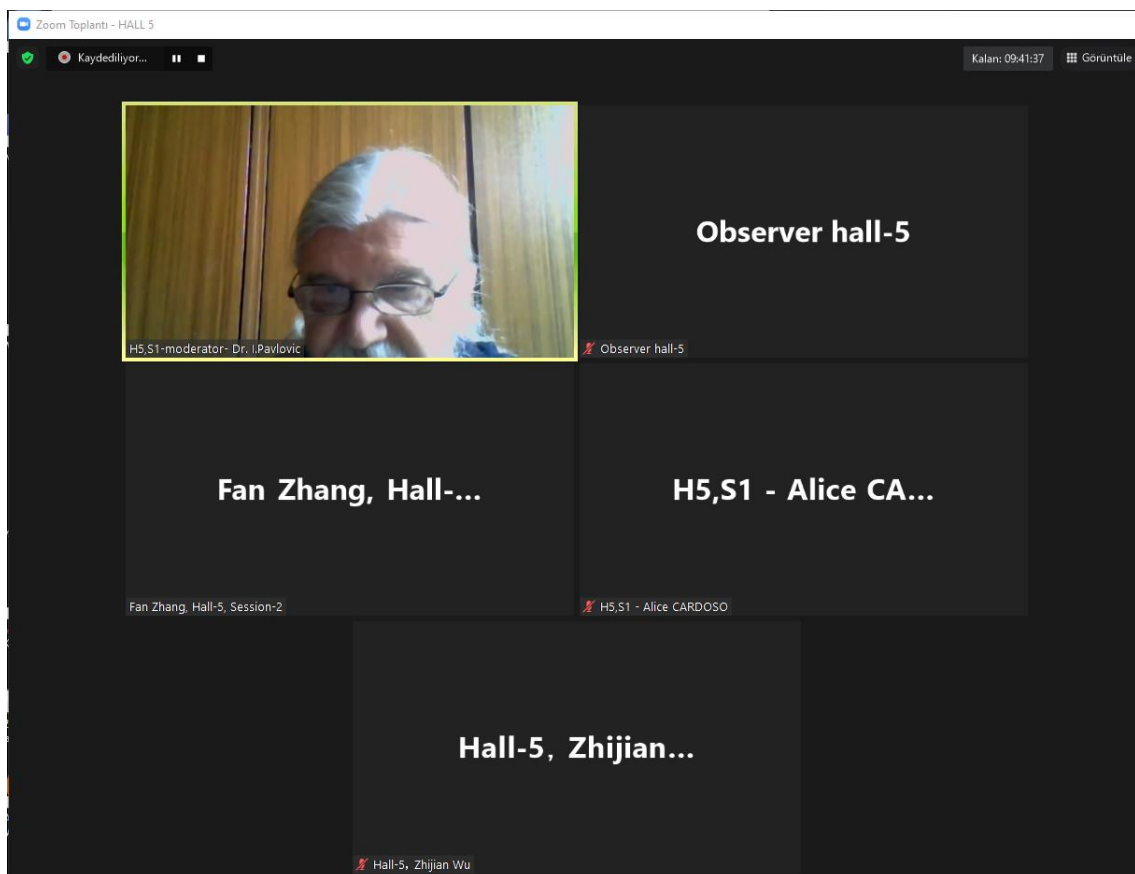 Zoom Toplantı - HALL 5
Kaydediliyor...
Kalan: 09:41:37
Görüntüle
H5,S1-moderator- Dr. I.Pavlovic
Observer hall-5
Observer hall-5
Fan Zhang, Hall-...
Fan Zhang, Hall-5, Session-2
H5,S1 - Alice CA...
H5,S1 - Alice CARDOSO
Hall-5, Zhijian...
Hall-5, Zhijian Wu